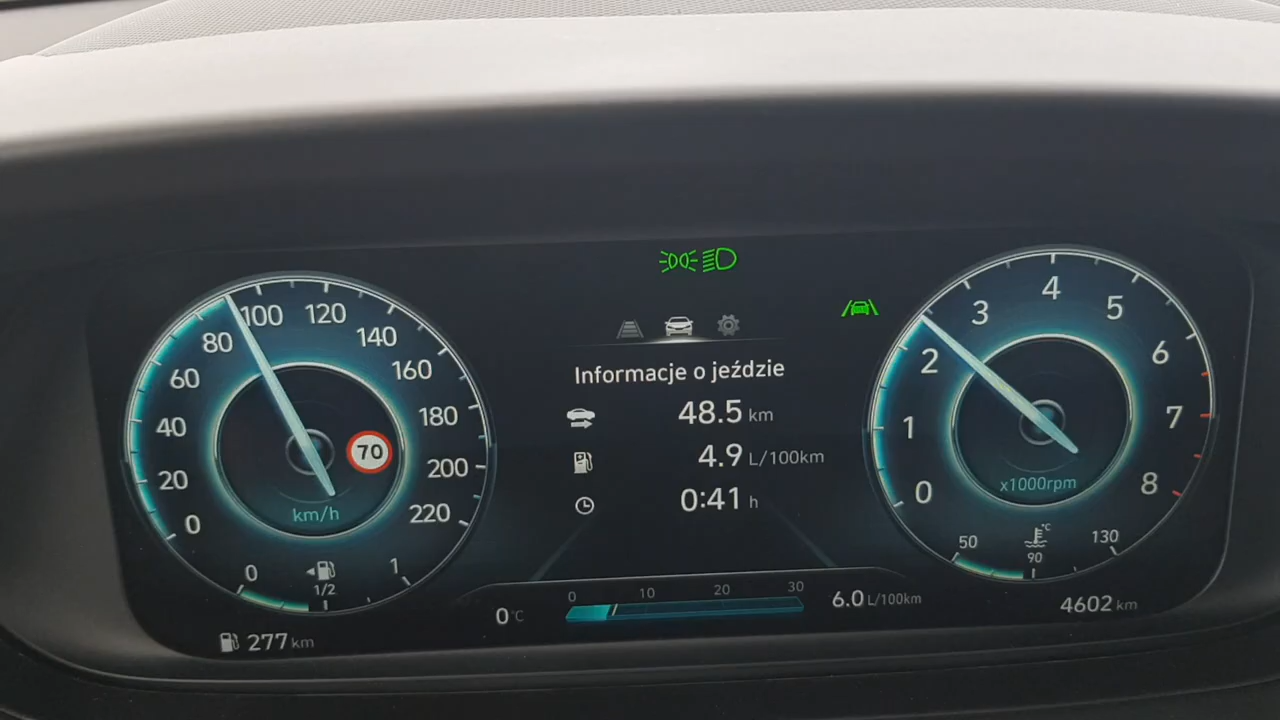 0
20
40
60
80
100
120
140
160
180
200
220
70
km/h
0
1/2
1
277 km
Informacje o jeździe
48.5 km
4.9 L/100km
0:41 h
0 10 20 30
0°C
6.0 L/100km
0
1
2
3
4
5
6
7
8
x1000rpm
°C
50
90
130
4602 km